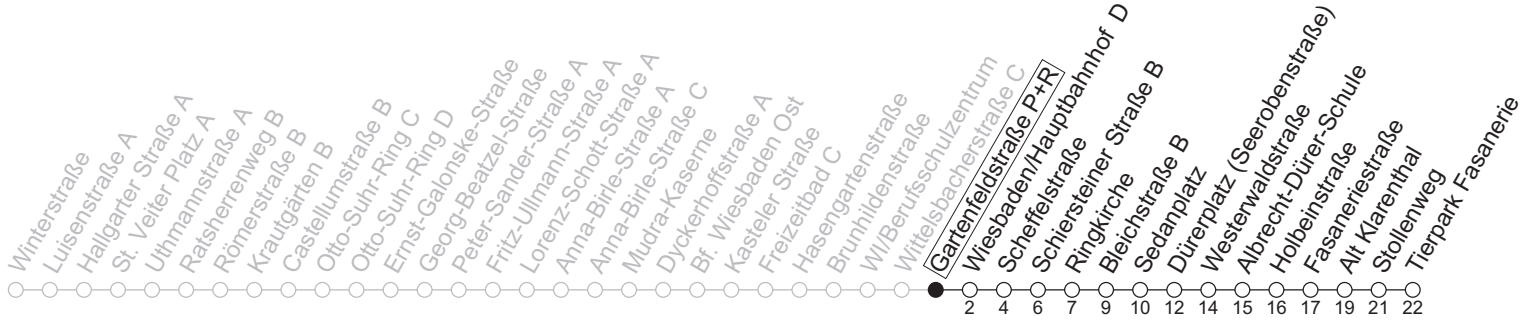 Winterstraße
Luisenstraße A
Hallgarter Straße A
St. Veiter Platz A
Uthmannstraße A
Ratsherrenweg B
Römerstraße B
Krautgärten B
Castellumstraße B
Otto-Suhr-Ring C
Otto-Suhr-Ring D
Ernst-Galonske-Straße
Georg-Beatzel-Straße
Peter-Sander-Straße A
Fritz-Ullmann-Straße A
Lorenz-Schott-Straße A
Anna-Birle-Straße A
Anna-Birle-Straße C
Mudra-Kaserne
Dyckerhoffstraße A
Bf. Wiesbaden Ost
Kasteler Straße
Freizeitbad C
Hasengartenstraße
Brunhildenstraße
WI/Berufsschulzentrum
Wittelsbacherstraße C
Gartenfeldstraße P+R
Wiesbaden/Hauptbahnhof D
Scheffelstraße
Schiersteiner Straße B
Ringkirche
Bleichstraße B
Sedanplatz
Dürerplatz (Seerobenstraße)
Westerwaldstraße
Albrecht-Dürer-Schule
Holbeinstraße
Fasaneriestraße
Alt Klarenthal
Stollenweg
Tierpark Fasanerie
2 4 6 7 9 10 12 14 15 16 17 19 21 22